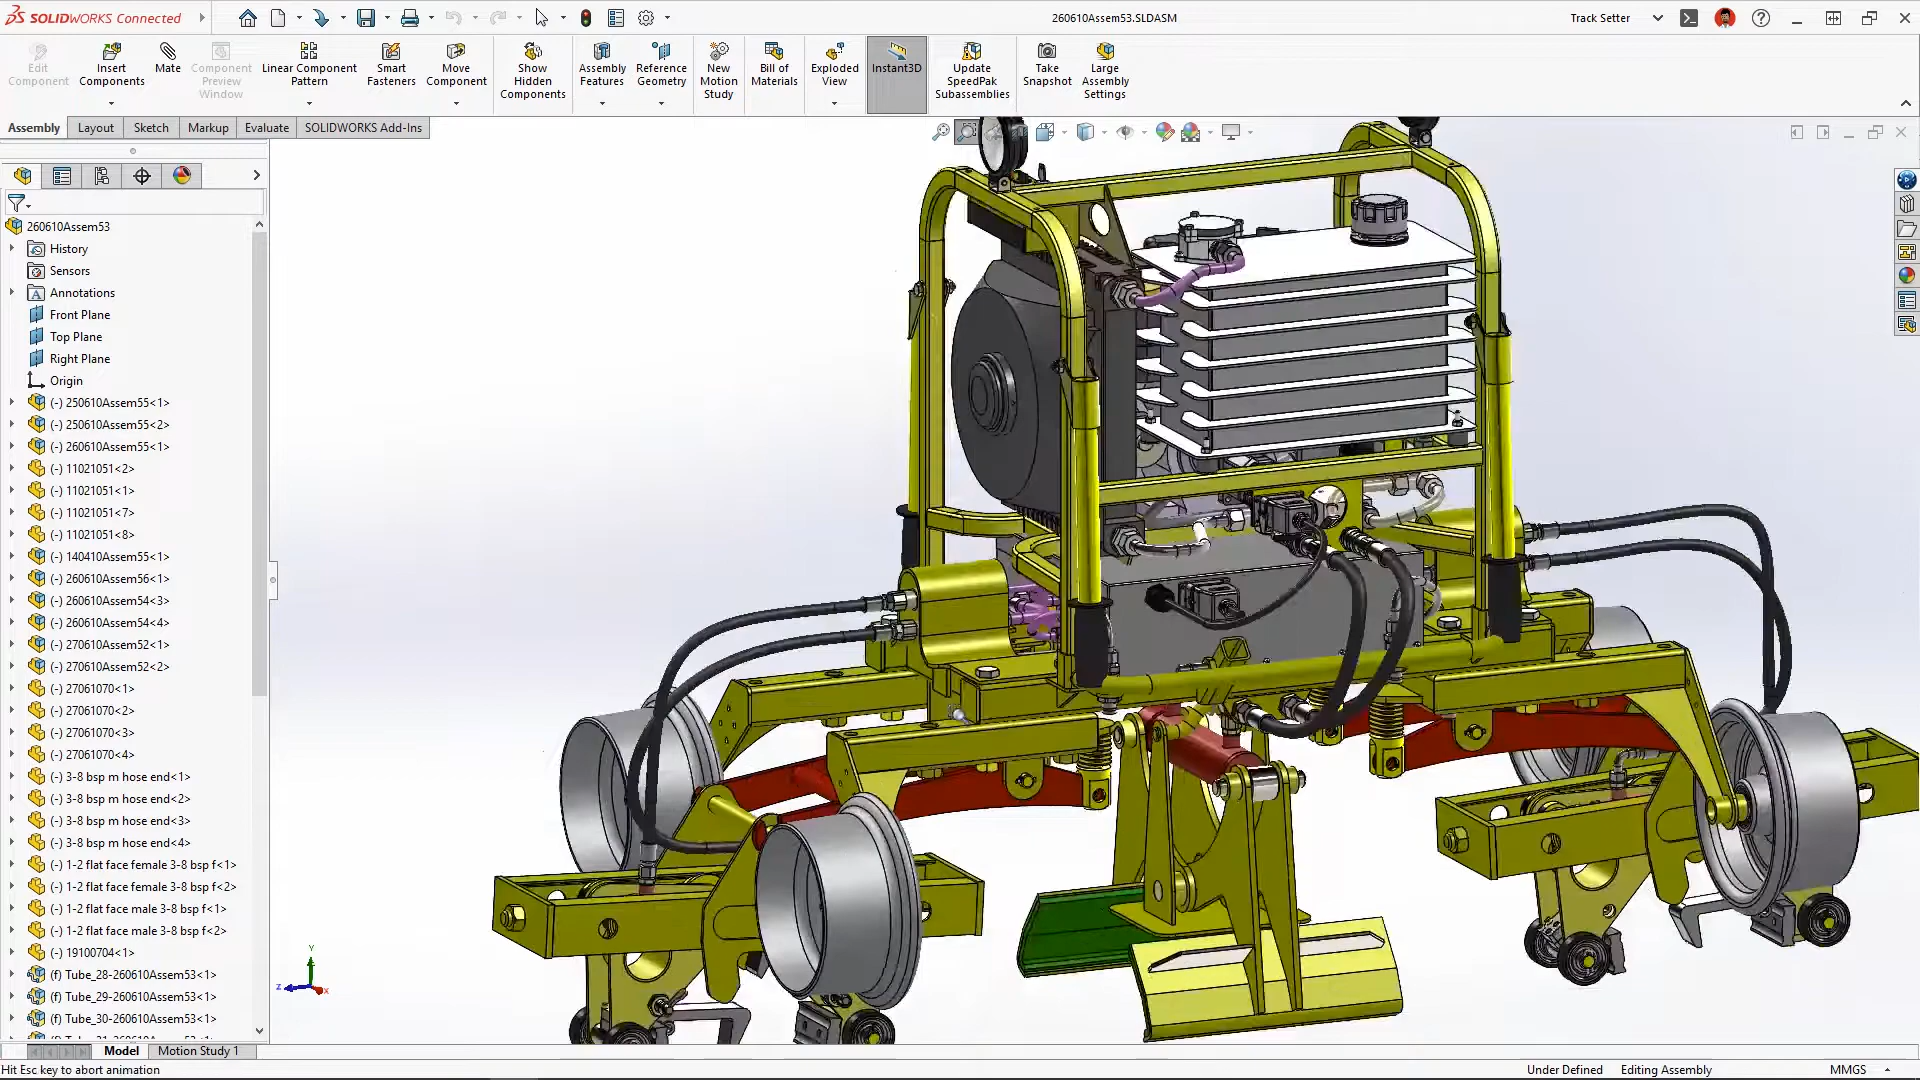 SOLIDWORKS Connected
260610Assem53.SLDASM
Track Setter
Edit Component
Insert Components
Mate
Component Preview Window
Linear Component Pattern
Smart Fasteners
Move Component
Show Hidden Components
Assembly Features
Reference Geometry
New Motion Study
Bill of Materials
Exploded View
Instant3D
Update SpeedPak Subassemblies
Take Snapshot
Large Assembly Settings
Assembly
Layout
Sketch
Markup
Evaluate
SOLIDWORKS Add-Ins
260610Assem53
History
Sensors
Annotations
Front Plane
Top Plane
Right Plane
Origin
(-) 250610Assem55<1>
(-) 250610Assem55<2>
(-) 260610Assem55<1>
(-) 11021051<2>
(-) 11021051<1>
(-) 11021051<7>
(-) 11021051<8>
(-) 140410Assem55<1>
(-) 260610Assem56<1>
(-) 260610Assem54<3>
(-) 260610Assem54<4>
(-) 270610Assem52<1>
(-) 270610Assem52<2>
(-) 27061070<1>
(-) 27061070<2>
(-) 27061070<3>
(-) 27061070<4>
(-) 3-8 bsp m hose end<1>
(-) 3-8 bsp m hose end<2>
(-) 3-8 bsp m hose end<3>
(-) 3-8 bsp m hose end<4>
(-) 1-2 flat face female 3-8 bsp f<1>
(-) 1-2 flat face female 3-8 bsp f<2>
(-) 1-2 flat face male 3-8 bsp f<1>
(-) 1-2 flat face male 3-8 bsp f<2>
(-) 19100704<1>
(f) Tube_28-260610Assem53<1>
(f) Tube_29-260610Assem53<1>
(f) Tube_30-260610Assem53<1>
Y
Z
X
Model
Motion Study 1
Hit Esc key to abort animation
Under Defined
Editing Assembly
MMGS